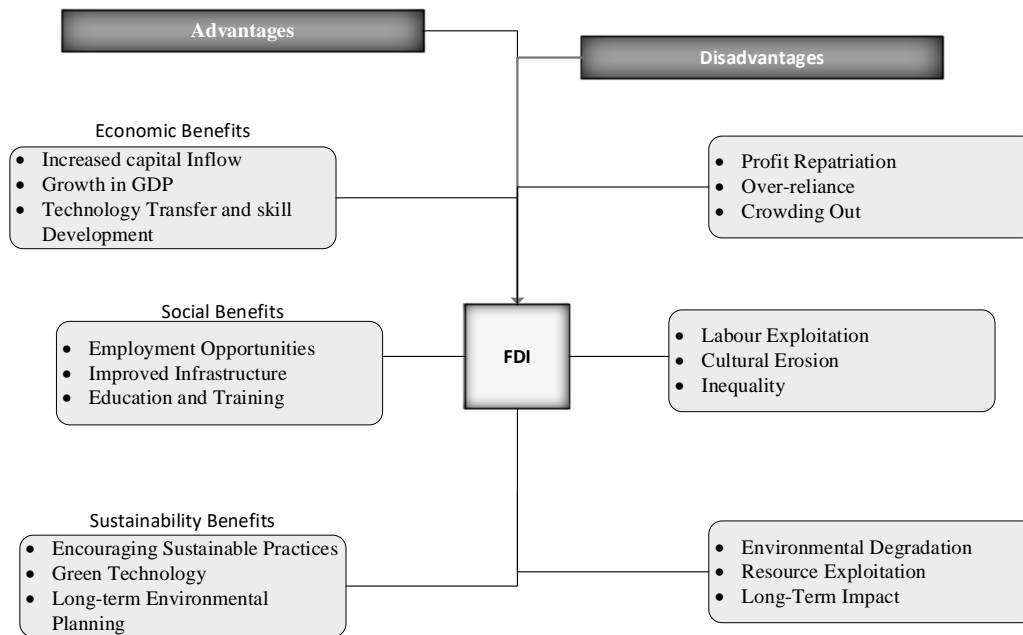 Advantages
Disadvantages
Economic Benefits
• Increased capital Inflow
• Growth in GDP
• Technology Transfer and skill
Development
• Profit Repatriation
• Over-reliance
• Crowding Out
Social Benefits
• Employment Opportunities
• Improved Infrastructure
• Education and Training
FDI
• Labour Exploitation
• Cultural Erosion
• Inequality
Sustainability Benefits
• Encouraging Sustainable Practices
• Green Technology
• Long-term Environmental
Planning
• Environmental Degradation
• Resource Exploitation
• Long-Term Impact